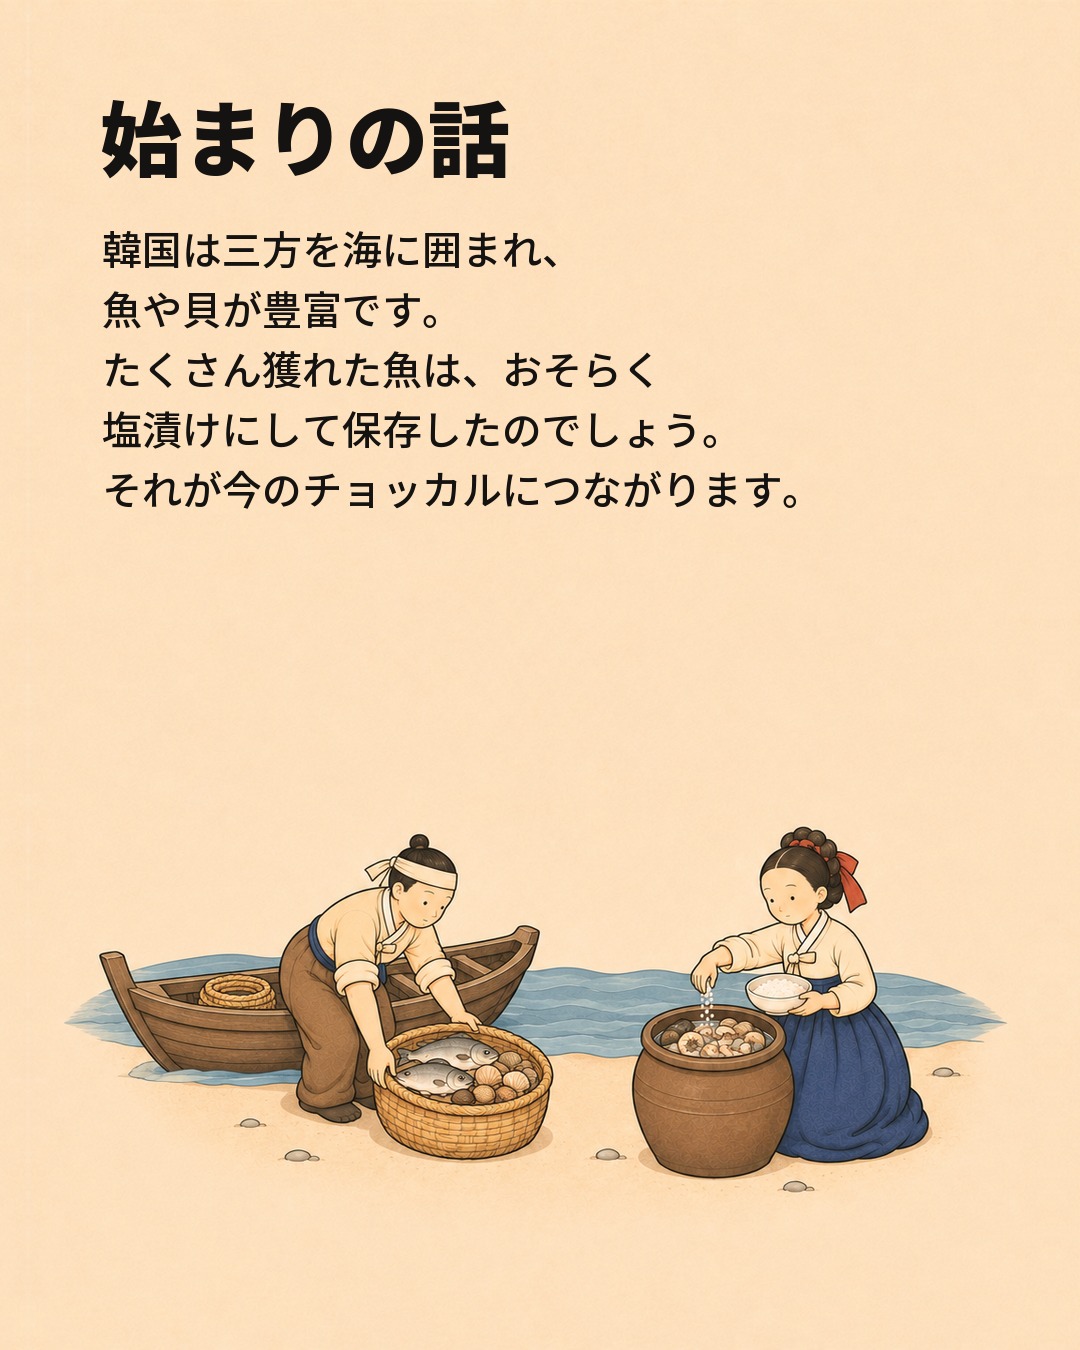 始まりの話
韓国は三方を海に囲まれ、
魚や貝が豊富です。
たくさん獲れた魚は、おそらく
塩漬けにして保存したのでしょう。
それが今のチョッカルにつながります。